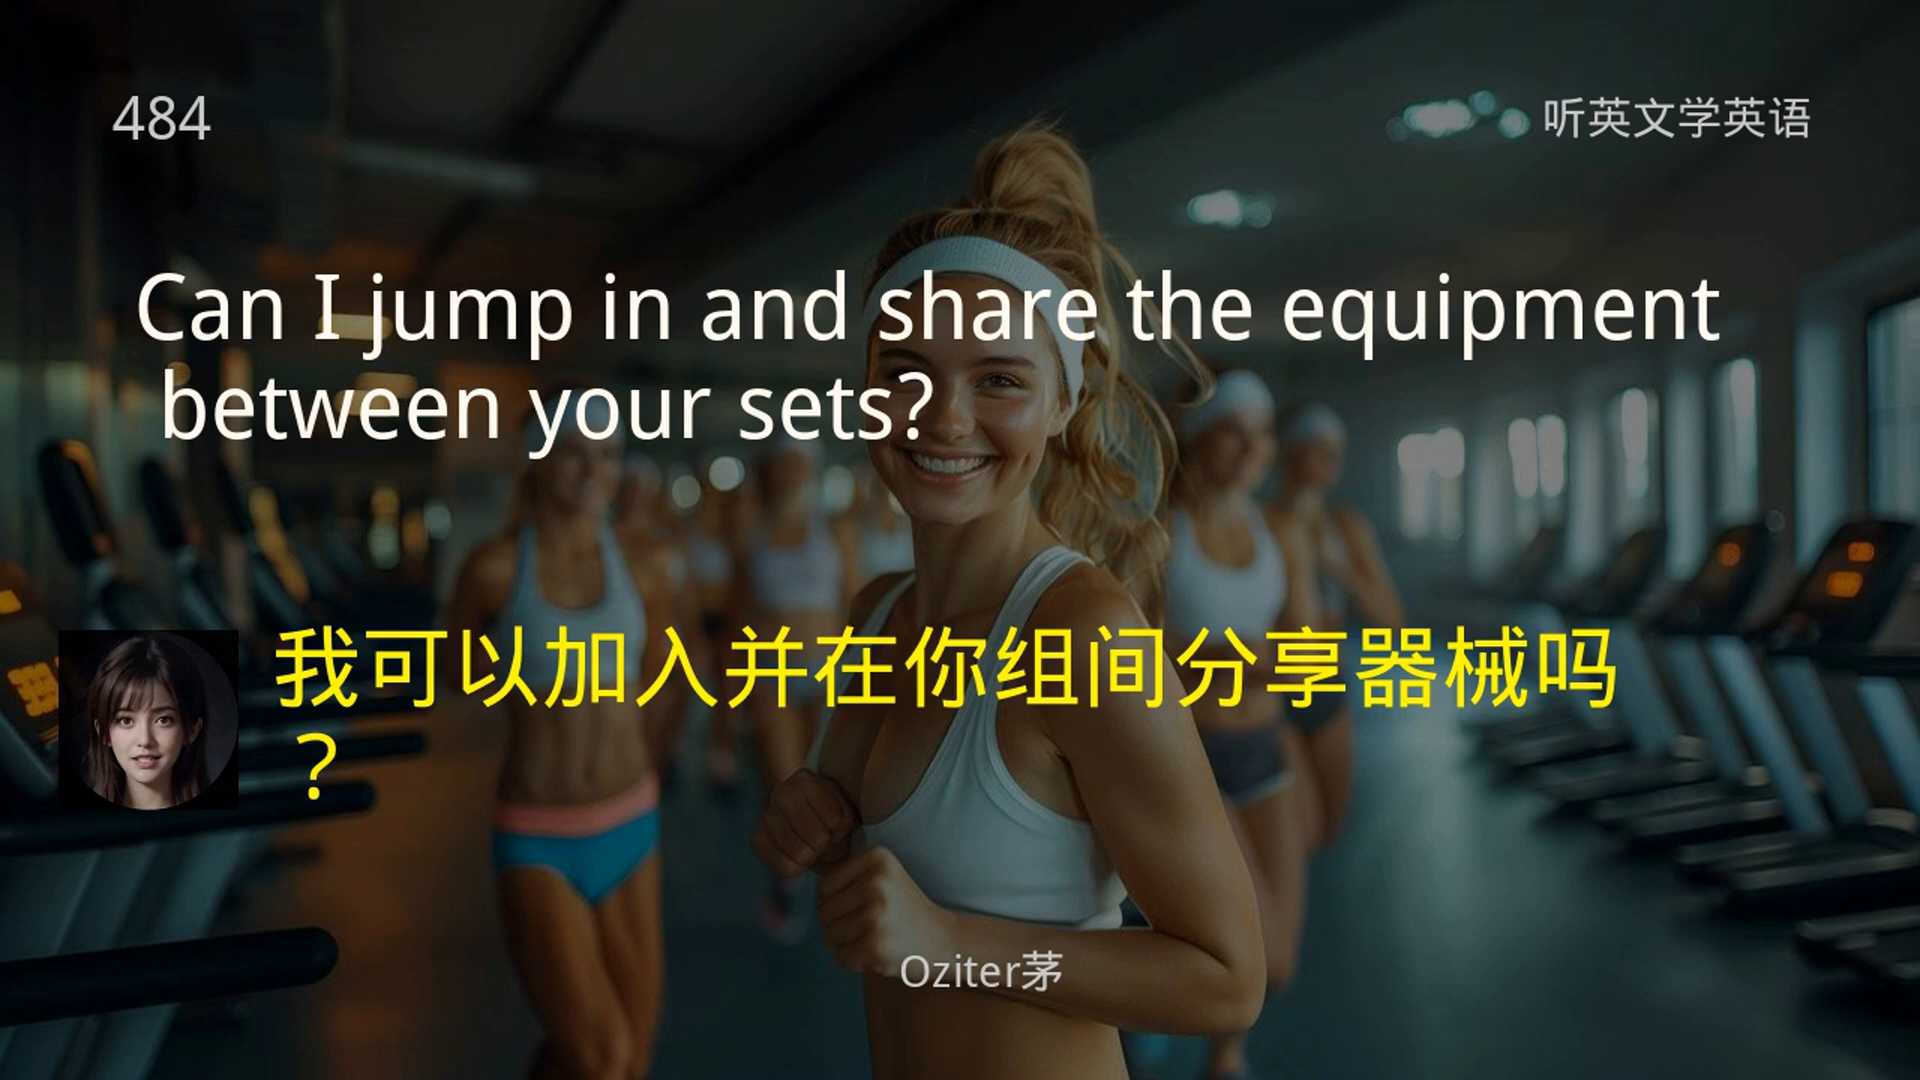 484
听英文学英语
Can I jump in and share the equipment
between your sets?
我可以加入并在你组间分享器械吗
？
Oziter茅